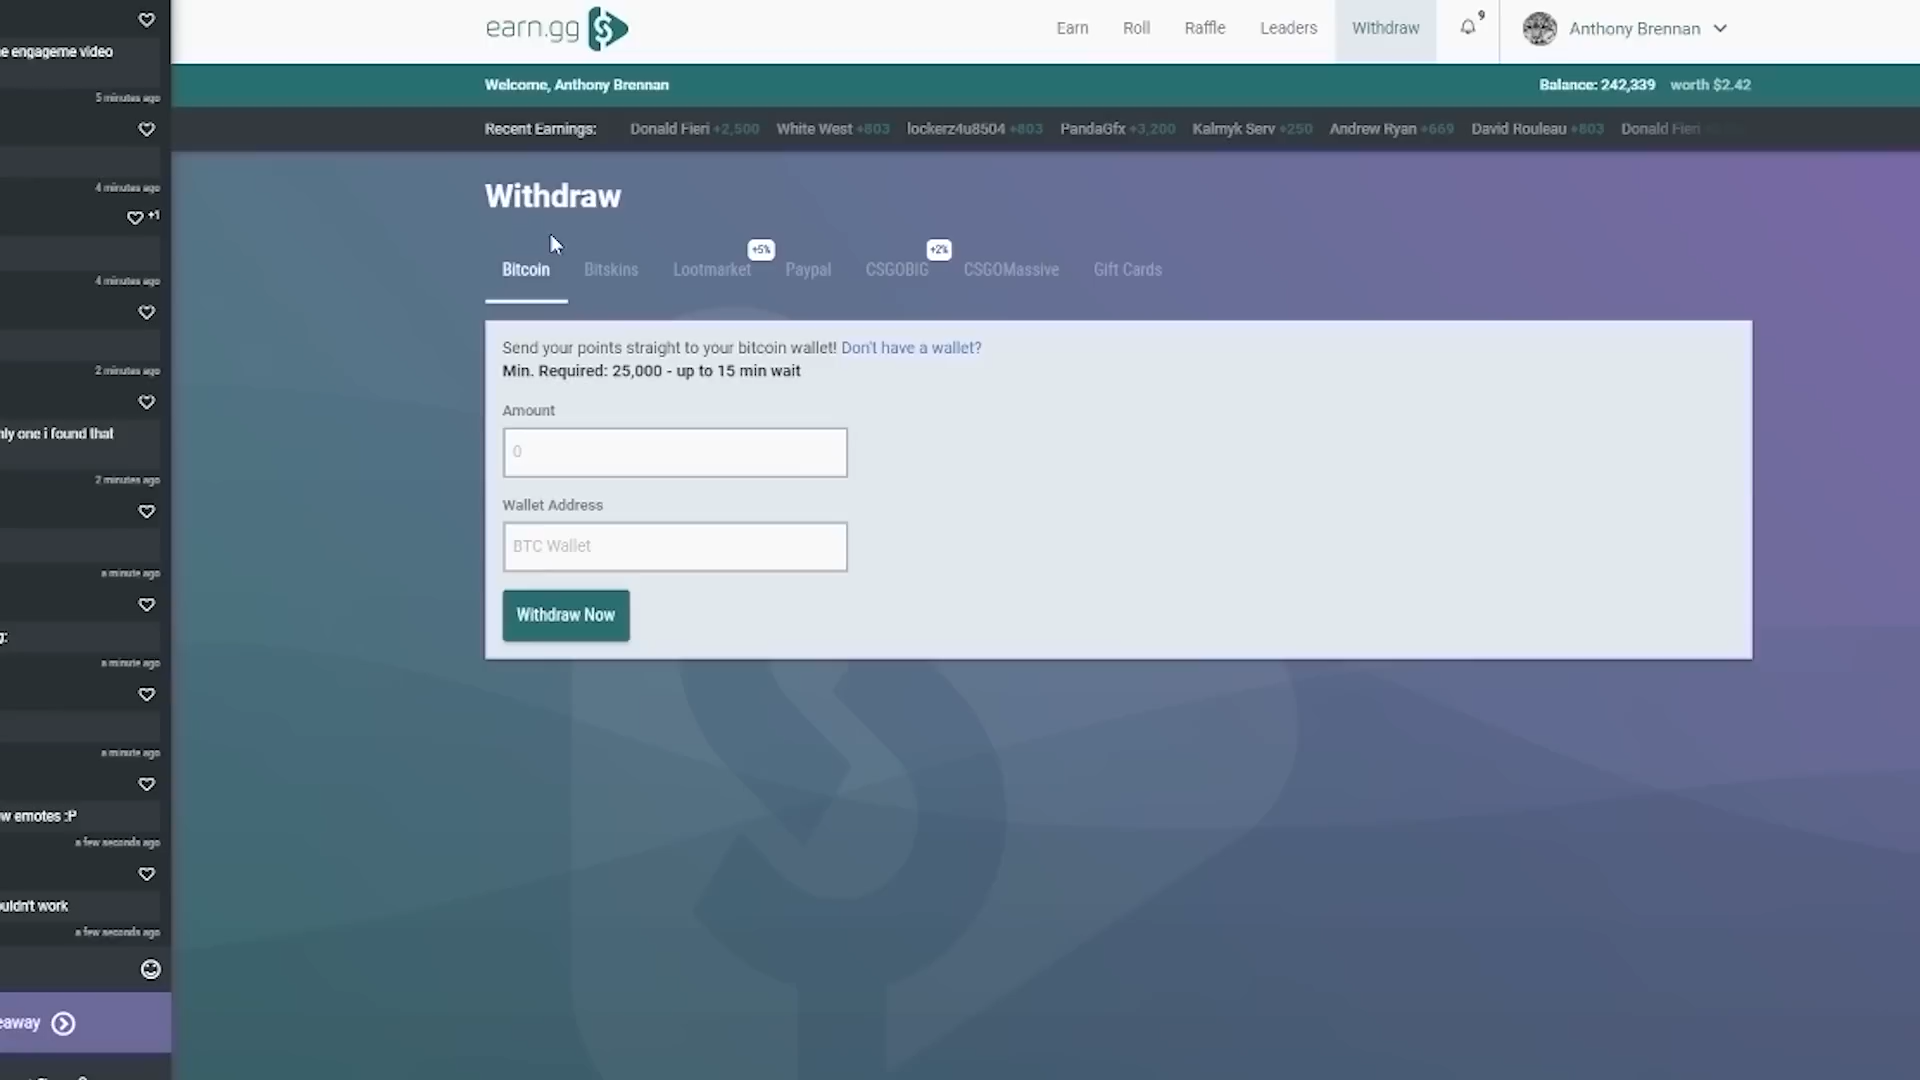 earn.gg
Earn
Roll
Raffle
Leaders
Withdraw
9
Anthony Brennan
Welcome, Anthony Brennan
Balance: 242,339 worth $2.42
Recent Earnings: Donald Fieri +2,500 White West +803 lockerz4u8504 +803 PandaGfx +3,200 Kalmyk Serv +250 Andrew Ryan +669 David Rouleau +803 Donald Fieri
Withdraw
Bitcoin
Bitskins
Lootmarket +5%
Paypal
CSGOBIG +2%
CSGOMassive
Gift Cards
Send your points straight to your bitcoin wallet! Don't have a wallet?
Min. Required: 25,000 - up to 15 min wait
Amount
0
Wallet Address
BTC Wallet
Withdraw Now
e engageme video
5 minutes ago
4 minutes ago
+1
4 minutes ago
2 minutes ago
nly one i found that
2 minutes ago
a minute ago
g:
a minute ago
a minute ago
w emotes :P
a few seconds ago
ouldn't work
a few seconds ago
eaway